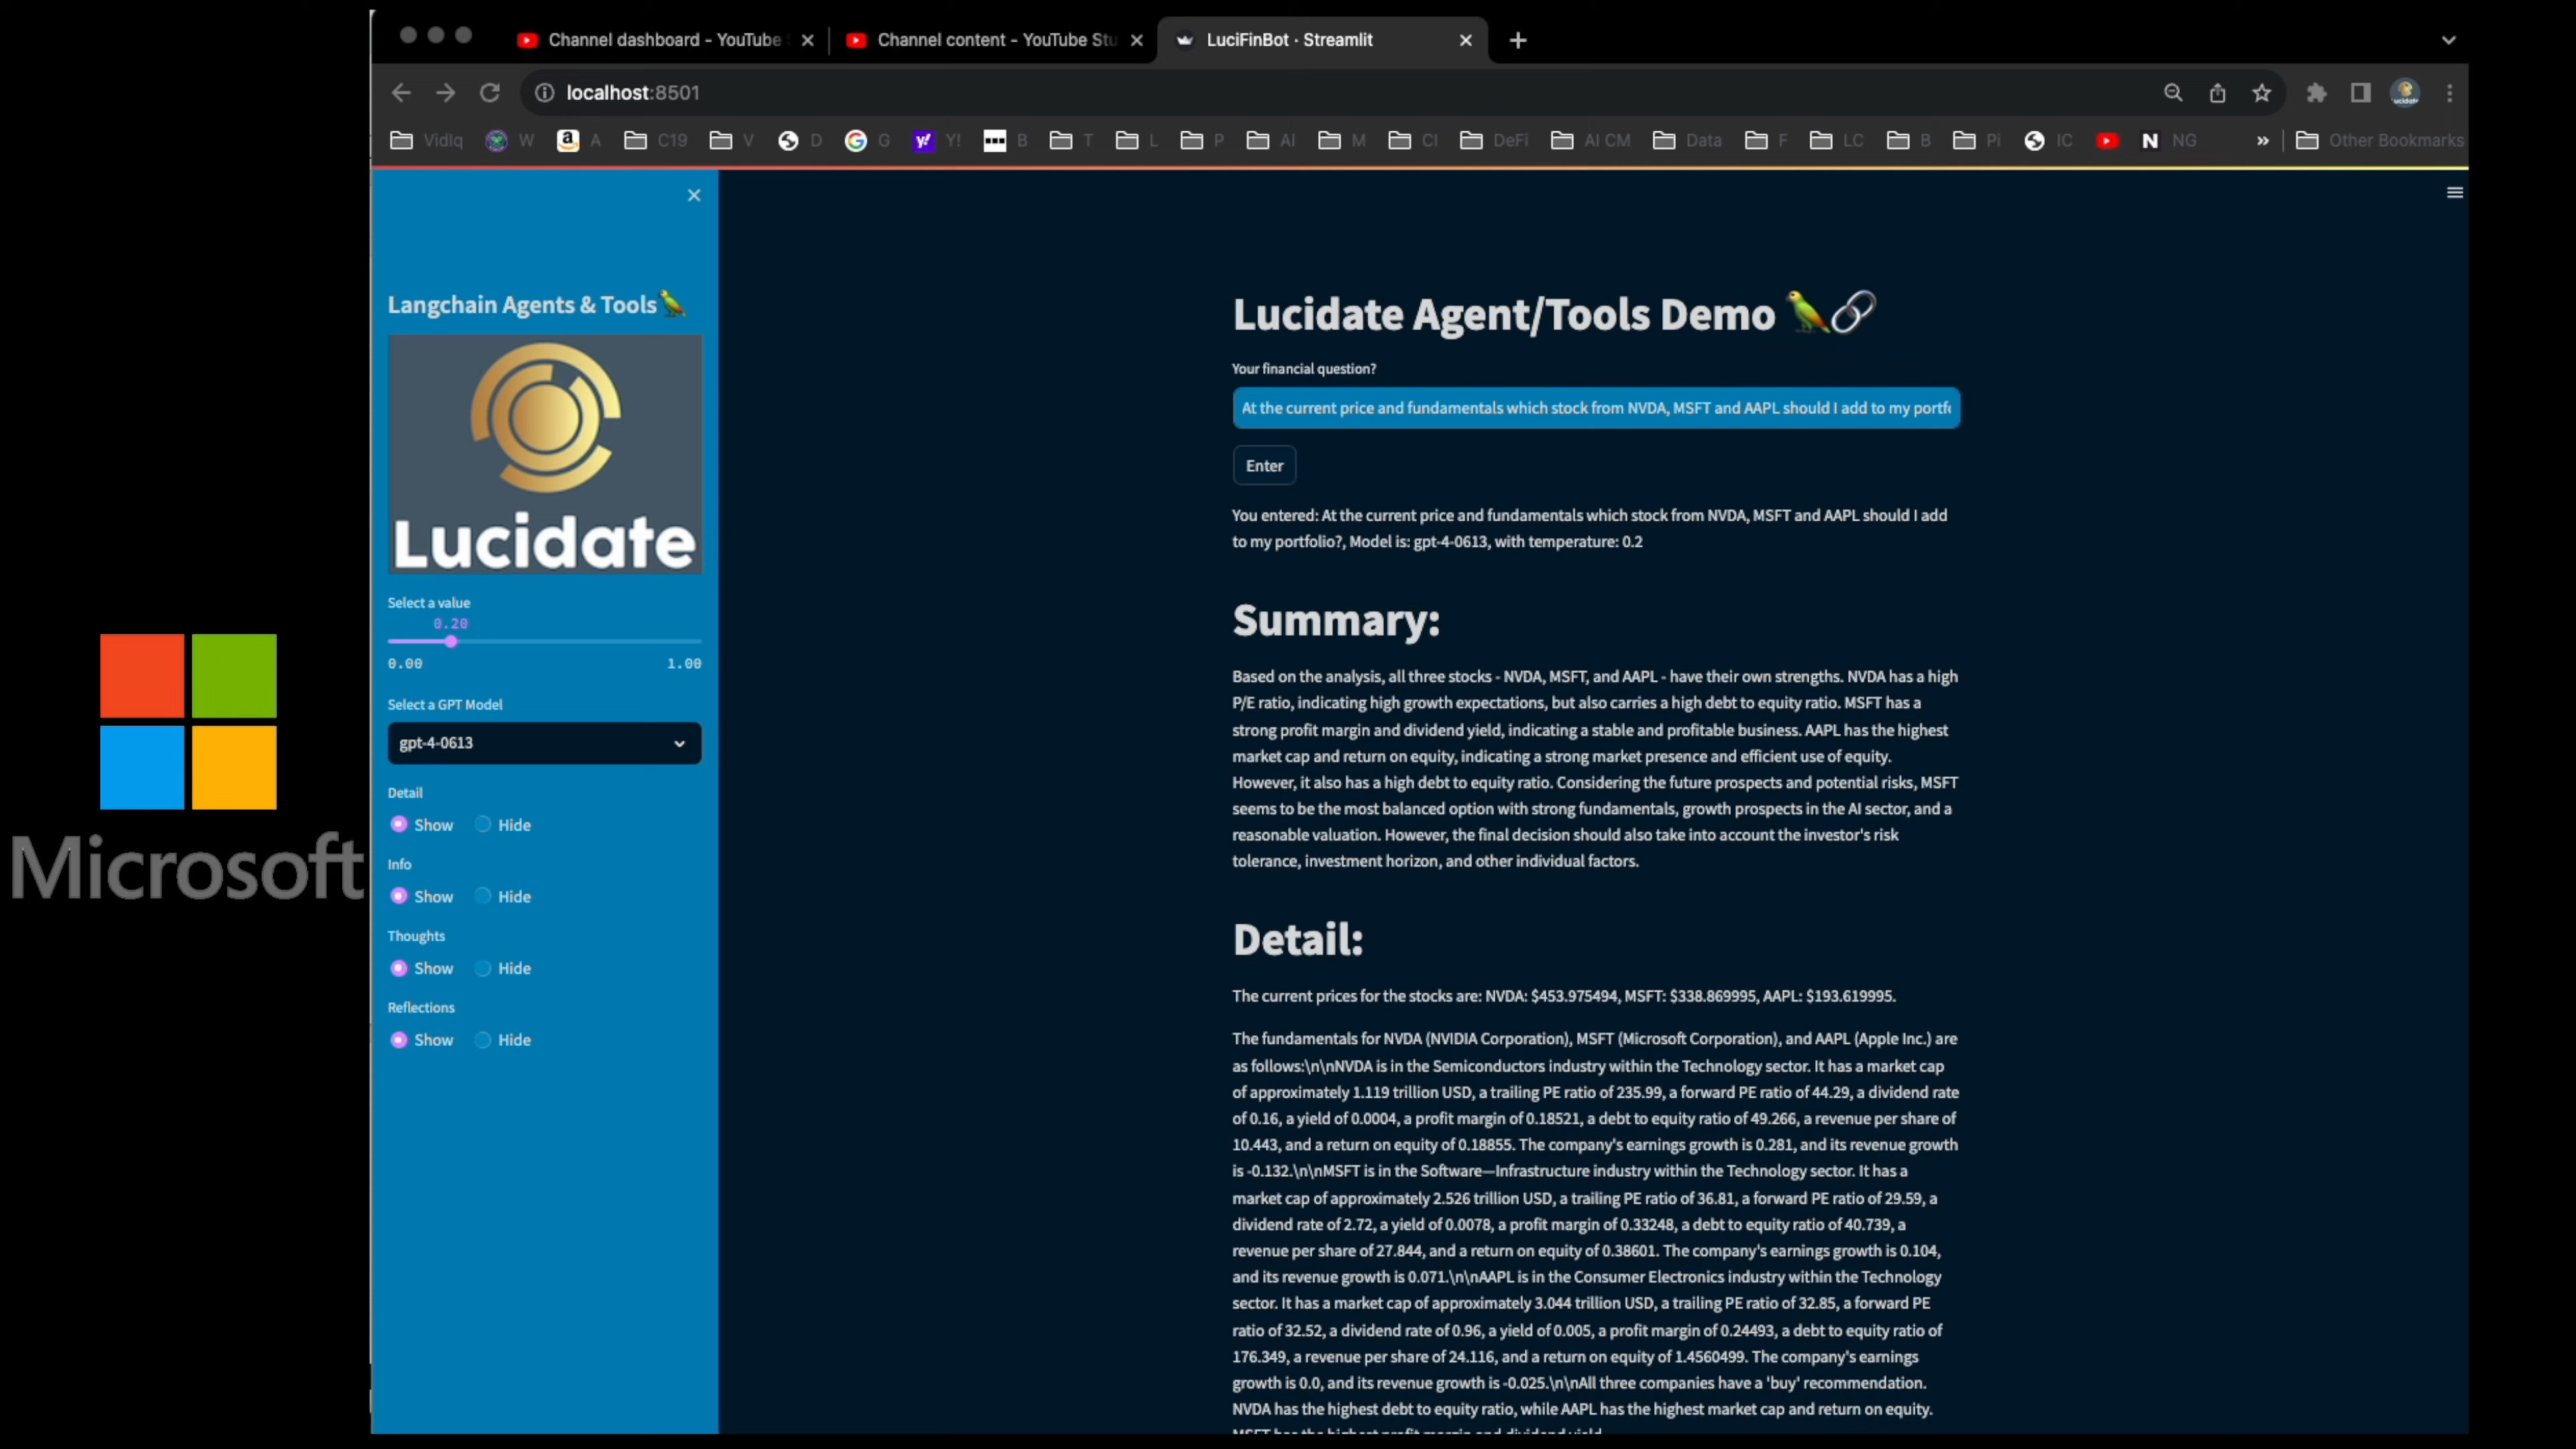 Channel dashboard - YouTube
Channel content - YouTube Stu
LuciFinBot · Streamlit
localhost:8501
VidIq W A C19 V D G Y! B T L P AI M CI DeFi AI CM Data F LC B Pi IC NG » Other Bookmarks
Langchain Agents & Tools
Lucidate
Select a value
0.20
0.00 1.00
Select a GPT Model
gpt-4-0613
Detail
Show Hide
Info
Show Hide
Thoughts
Show Hide
Reflections
Show Hide
Microsoft
Lucidate Agent/Tools Demo
Your financial question?
At the current price and fundamentals which stock from NVDA, MSFT and AAPL should I add to my portf
Enter
You entered: At the current price and fundamentals which stock from NVDA, MSFT and AAPL should I add
to my portfolio?, Model is: gpt-4-0613, with temperature: 0.2
Summary:
Based on the analysis, all three stocks - NVDA, MSFT, and AAPL - have their own strengths. NVDA has a high
P/E ratio, indicating high growth expectations, but also carries a high debt to equity ratio. MSFT has a
strong profit margin and dividend yield, indicating a stable and profitable business. AAPL has the highest
market cap and return on equity, indicating a strong market presence and efficient use of equity.
However, it also has a high debt to equity ratio. Considering the future prospects and potential risks, MSFT
seems to be the most balanced option with strong fundamentals, growth prospects in the AI sector, and a
reasonable valuation. However, the final decision should also take into account the investor's risk
tolerance, investment horizon, and other individual factors.
Detail:
The current prices for the stocks are: NVDA: $453.975494, MSFT: $338.869995, AAPL: $193.619995.
The fundamentals for NVDA (NVIDIA Corporation), MSFT (Microsoft Corporation), and AAPL (Apple Inc.) are
as follows:\n\nNVDA is in the Semiconductors industry within the Technology sector. It has a market cap
of approximately 1.119 trillion USD, a trailing PE ratio of 235.99, a forward PE ratio of 44.29, a dividend rate
of 0.16, a yield of 0.0004, a profit margin of 0.18521, a debt to equity ratio of 49.266, a revenue per share of
10.443, and a return on equity of 0.18855. The company's earnings growth is 0.281, and its revenue growth
is -0.132.\n\nMSFT is in the Software—Infrastructure industry within the Technology sector. It has a
market cap of approximately 2.526 trillion USD, a trailing PE ratio of 36.81, a forward PE ratio of 29.59, a
dividend rate of 2.72, a yield of 0.0078, a profit margin of 0.33248, a debt to equity ratio of 40.739, a
revenue per share of 27.844, and a return on equity of 0.38601. The company's earnings growth is 0.104,
and its revenue growth is 0.071.\n\nAAPL is in the Consumer Electronics industry within the Technology
sector. It has a market cap of approximately 3.044 trillion USD, a trailing PE ratio of 32.85, a forward PE
ratio of 32.52, a dividend rate of 0.96, a yield of 0.005, a profit margin of 0.24493, a debt to equity ratio of
176.349, a revenue per share of 24.116, and a return on equity of 1.4560499. The company's earnings
growth is 0.0, and its revenue growth is -0.025.\n\nAll three companies have a 'buy' recommendation.
NVDA has the highest debt to equity ratio, while AAPL has the highest market cap and return on equity.
MSFT has the highest profit margin and dividend yield